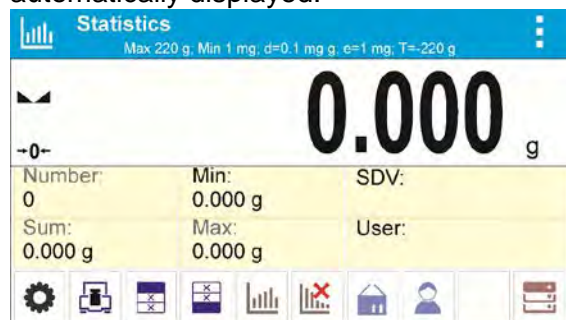 automatically displayed.
Statistics
Max 220 g; Min 1 mg; d=0.1 mg g; e=1 mg; T=-220 g
0.000 g
→0←
Number: Min: SDV:
0 0.000 g
Sum: Max: User:
0.000 g 0.000 g